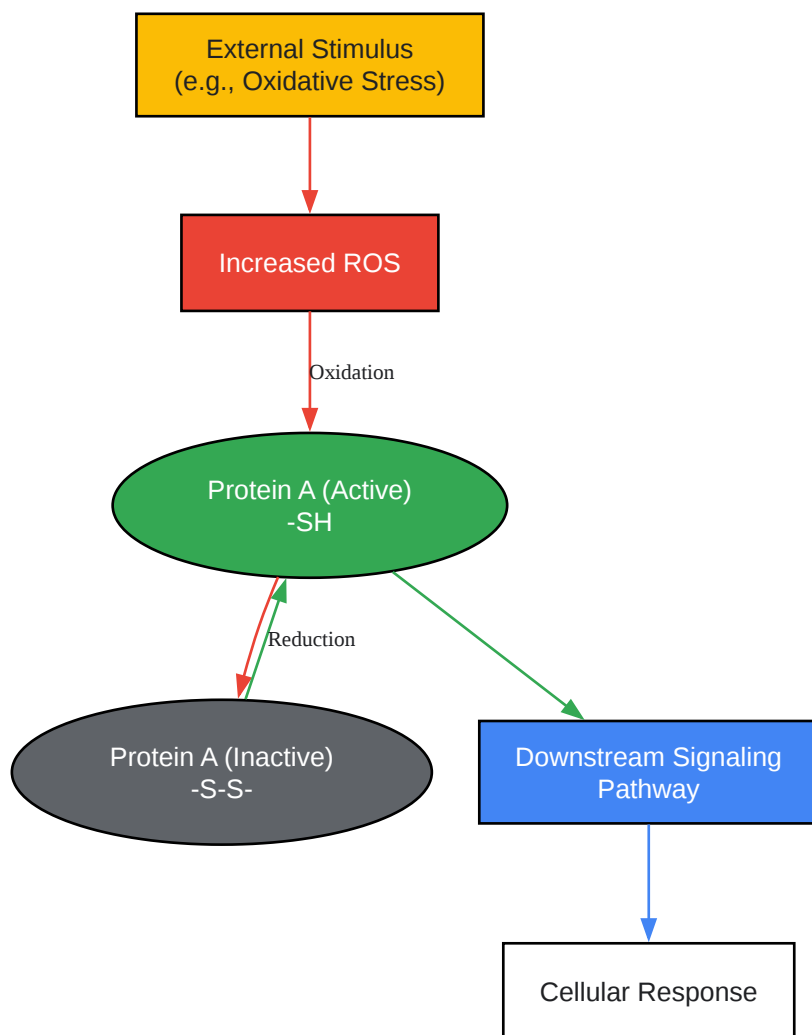 External Stimulus
(e.g., Oxidative Stress)
Increased ROS
Oxidation
Protein A (Active)
-SH
Reduction
Protein A (Inactive)
-S-S-
Downstream Signaling
Pathway
Cellular Response